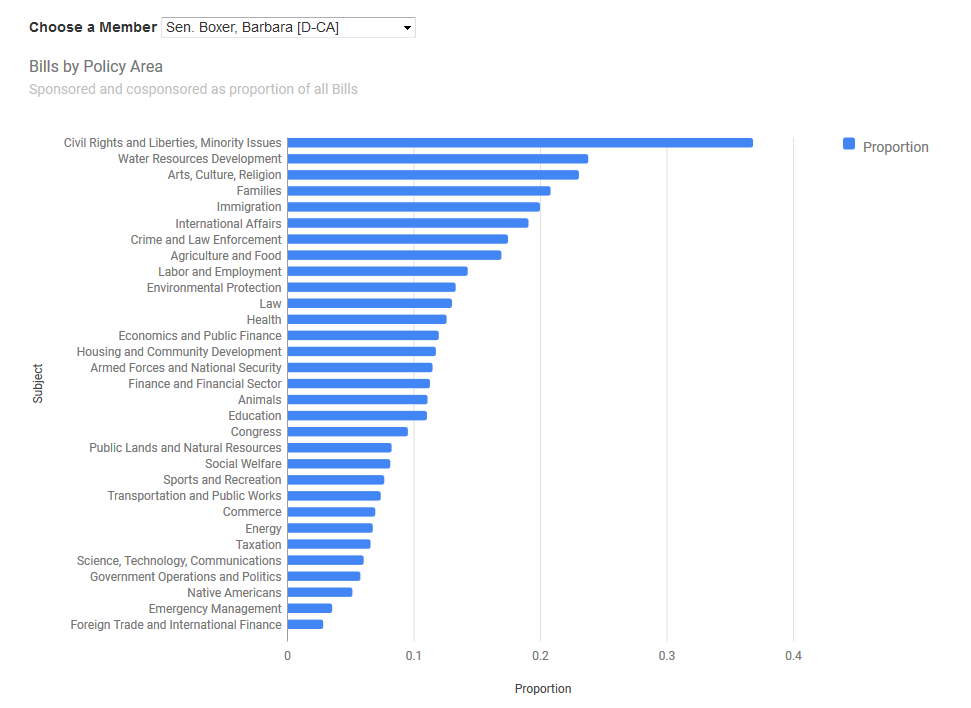 Choose a Member Sen. Boxer, Barbara [D-CA]
Bills by Policy Area
Sponsored and cosponsored as proportion of all Bills
Proportion
Subject
Civil Rights and Liberties, Minority Issues
Water Resources Development
Arts, Culture, Religion
Families
Immigration
International Affairs
Crime and Law Enforcement
Agriculture and Food
Labor and Employment
Environmental Protection
Law
Health
Economics and Public Finance
Housing and Community Development
Armed Forces and National Security
Finance and Financial Sector
Animals
Education
Congress
Public Lands and Natural Resources
Social Welfare
Sports and Recreation
Transportation and Public Works
Commerce
Energy
Taxation
Science, Technology, Communications
Government Operations and Politics
Native Americans
Emergency Management
Foreign Trade and International Finance
0 0.1 0.2 0.3 0.4
Proportion